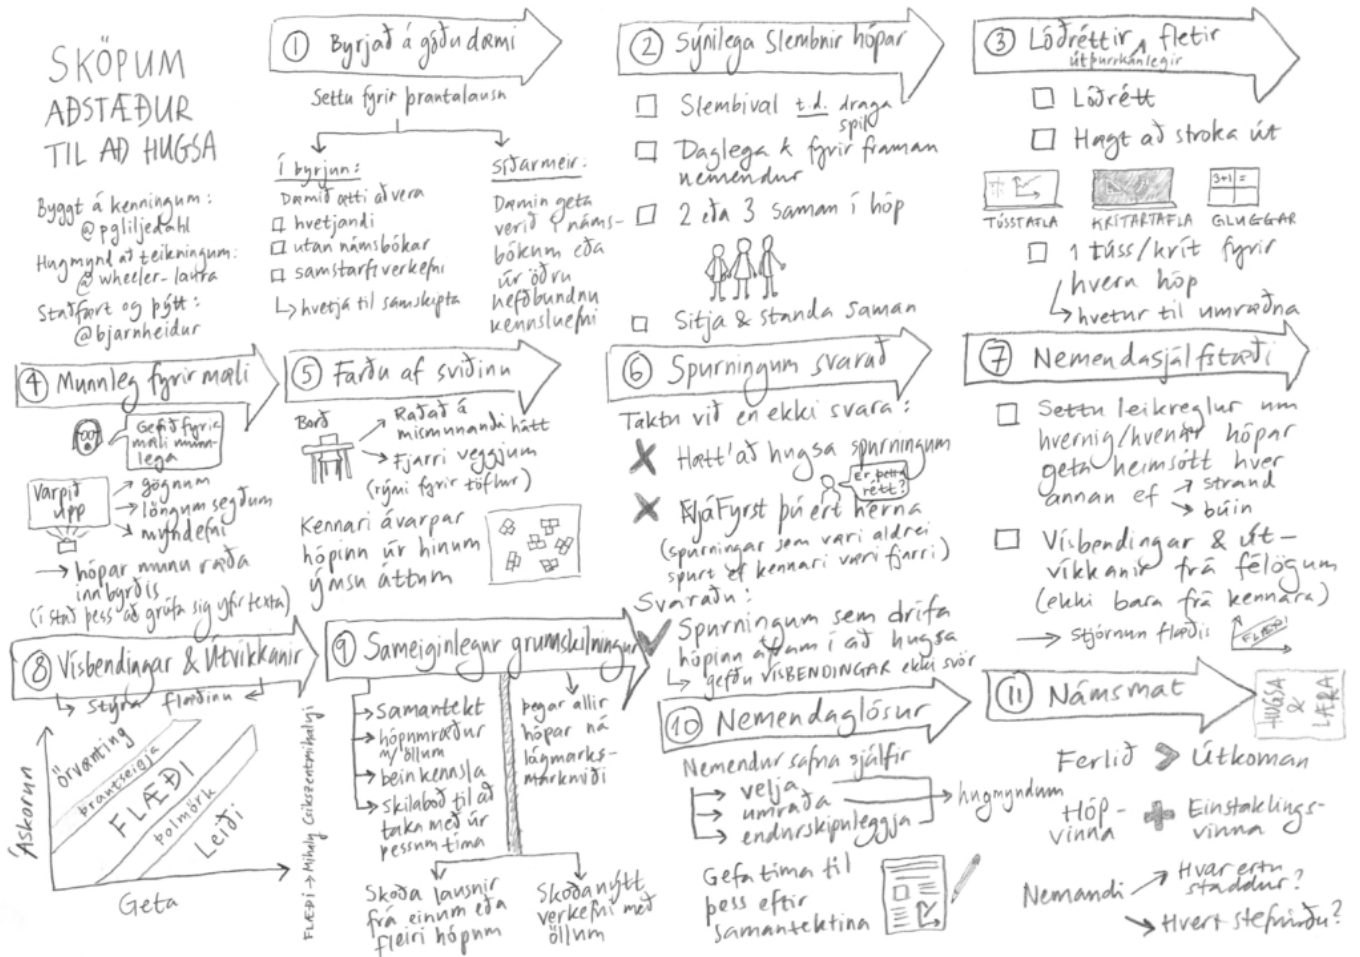 SKÖPUM
AÐSTÆÐUR
TIL AÐ HUGSA
Byggt á kenningum:
@pgliljedahl
Hugmynd að teikningum:
@wheeler_laura
Staðfært og þýtt:
@bjarnheidur
1 Byrjað á góðu dæmi
Settu fyrir þrautalausn
Í byrjun:
Dæmið ætti að vera
hvetjandi
utan námsbókar
samstarfsverkefni
hvetja til samskipta
Síðarmeir:
Dæmin geta
verið í náms-
bókum eða
úr öðru
hefðbundnu
kennsluefni
2 Sýnilega Slembnir hópar
Slembival t.d. draga
spil
Daglega & fyrir framan
nemendur
2 eða 3 saman í hóp
Sitja & standa saman
3 Lóðréttir fletir
útþurrkanlegir
Lóðrétt
Hægt að stroka út
TÚSSTAFLA
KRÍTARTAFLA
3+1=
GLUGGAR
1 túss/krít fyrir
hvern hóp
hvetur til umræðna
4 Munnleg fyrirmæli
Gefið fyrir
mæli munn-
lega
Varpið
upp
gögnum
löngum segðum
myndefni
hópar munu ræða
innbyrðis
(í stað þess að grúfa sig yfir texta)
5 Farðu af sviðinu
Borð
Raðað á
mismunandi hátt
Fjarri veggjum
(rými fyrir töflur)
Kennari ávarpar
hópinn úr hinum
ýmsu áttum
6 Spurningum svarað
Taktu við en ekki svara:
Hætt'að hugsa spurningum
Er þetta
rétt?
Fyrst þú ert hérna
(spurningar sem væri aldrei
spurt ef kennari væri fjarri)
Svaraðu:
Spurningum sem drífa
hópinn áfram í að hugsa
gefðu VÍSBENDINGAR ekki svör
7 Nemendasjálfstæði
Settu leikreglur um
hvernig/hvenær hópar
geta heimsótt hver
annan ef
strand
búin
Vísbendingar & Út-
víkkanir frá félögum
(ekki bara frá kennara)
Stjórnun flæðis
FLÆÐI
8 Vísbendingar & Útvíkkanir
Stýra flæðinu
Áskorun
Örvænting
þrautseigja
FLÆÐI
þolmörk
Leiði
Geta
FLÆÐI → Mihaly Csikszentmihalyi
9 Sameiginlegur grunnskilningur
Samantekt
hópumræður
m/ öllum
bein kennsla
skilaboð til að
taka með úr
þessum tíma
þegar allir
hópar ná
lágmarks-
markmiði
Skoða lausnir
frá einum eða
fleiri hópum
Skoða nýtt
verkefni með
öllum
10 Nemendaglósur
Nemendur safna sjálfir
velja
umraða
endurskipuleggja
hugmyndum
Gefa tíma til
þess eftir
samantektina
11 Námsmat
HUGSA
&
LÆRA
Ferlið > Útkoman
Hóp-
vinna
+
Einstaklings-
vinna
Nemandi
Hvar ertu
staddur?
Hvert stefnirðu?